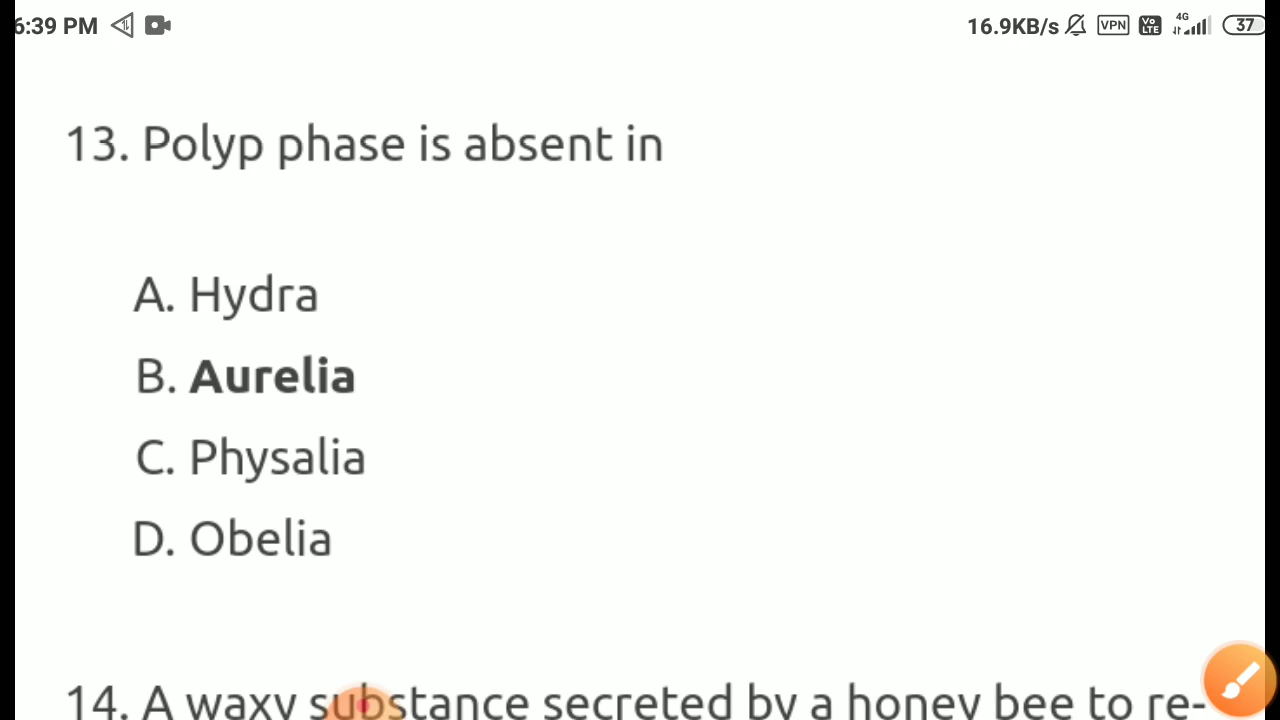 6:39 PM 16.9KB/s VPN Vo LTE 4G 37
13. Polyp phase is absent in
A. Hydra
B. Aurelia
C. Physalia
D. Obelia
14. A waxy substance secreted by a honey bee to re-